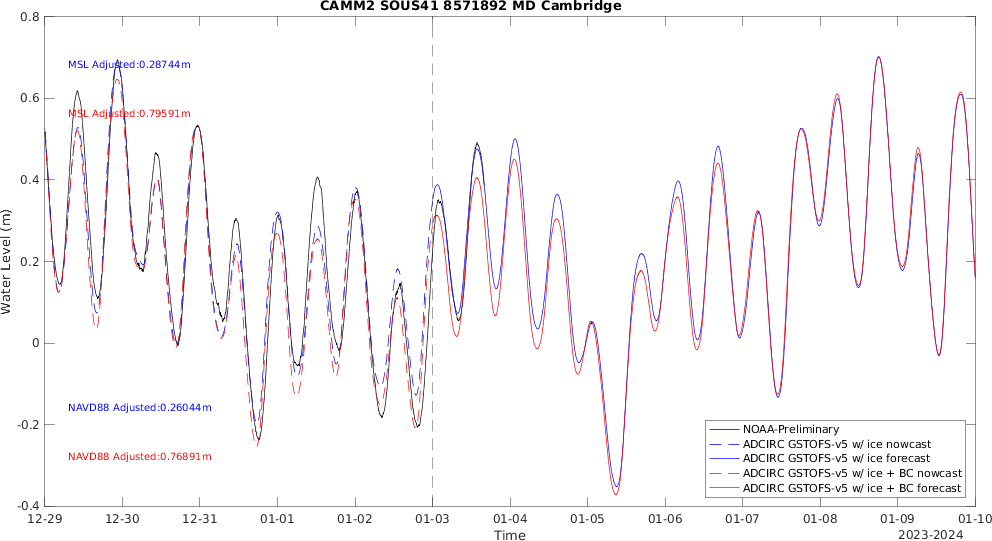 CAMM2 SOUS41 8571892 MD Cambridge
0.8
0.6
0.4
0.2
0
-0.2
-0.4
Water Level (m)
MSL Adjusted:0.28744m
MSL Adjusted:0.79591m
NAVD88 Adjusted:0.26044m
NAVD88 Adjusted:0.76891m
NOAA-Preliminary
ADCIRC GSTOFS-v5 w/ ice nowcast
ADCIRC GSTOFS-v5 w/ ice forecast
ADCIRC GSTOFS-v5 w/ ice + BC nowcast
ADCIRC GSTOFS-v5 w/ ice + BC forecast
12-29 12-30 12-31 01-01 01-02 01-03 01-04 01-05 01-06 01-07 01-08 01-09 01-10
Time
2023-2024